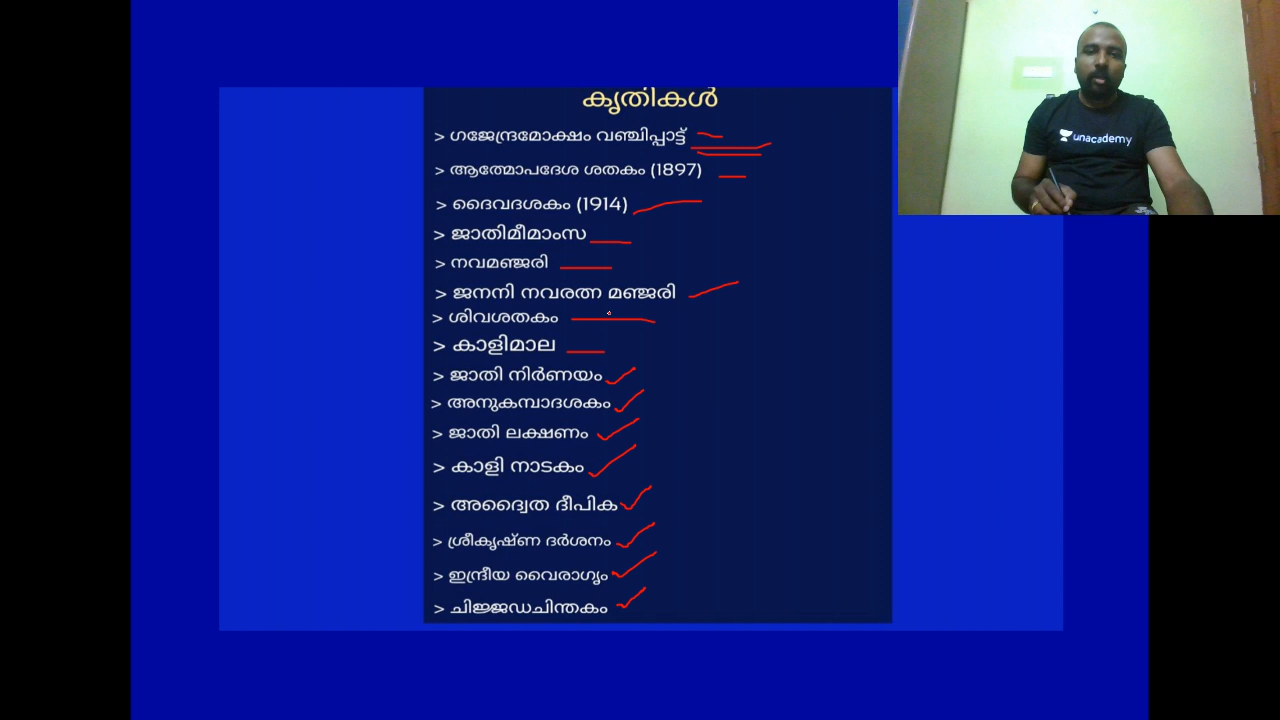 കൃതികൾ
> ഗജേന്ദ്രമോക്ഷം വഞ്ചിപ്പാട്ട്
> ആത്മോപദേശ ശതകം (1897)
> ദൈവദശകം (1914)
> ജാതിമീമാംസ
> നവമഞ്ജരി
> ജനനി നവരത്ന മഞ്ജരി
> ശിവശതകം
> കാളിമാല
> ജാതി നിർണയം
> അനുകമ്പാദശകം
> ജാതി ലക്ഷണം
> കാളി നാടകം
> അദ്വൈത ദീപിക
> ശ്രീകൃഷ്ണ ദർശനം
> ഇന്ദ്രീയ വൈരാഗ്യം
> ചിജ്ജഡചിന്തകം
unacademy